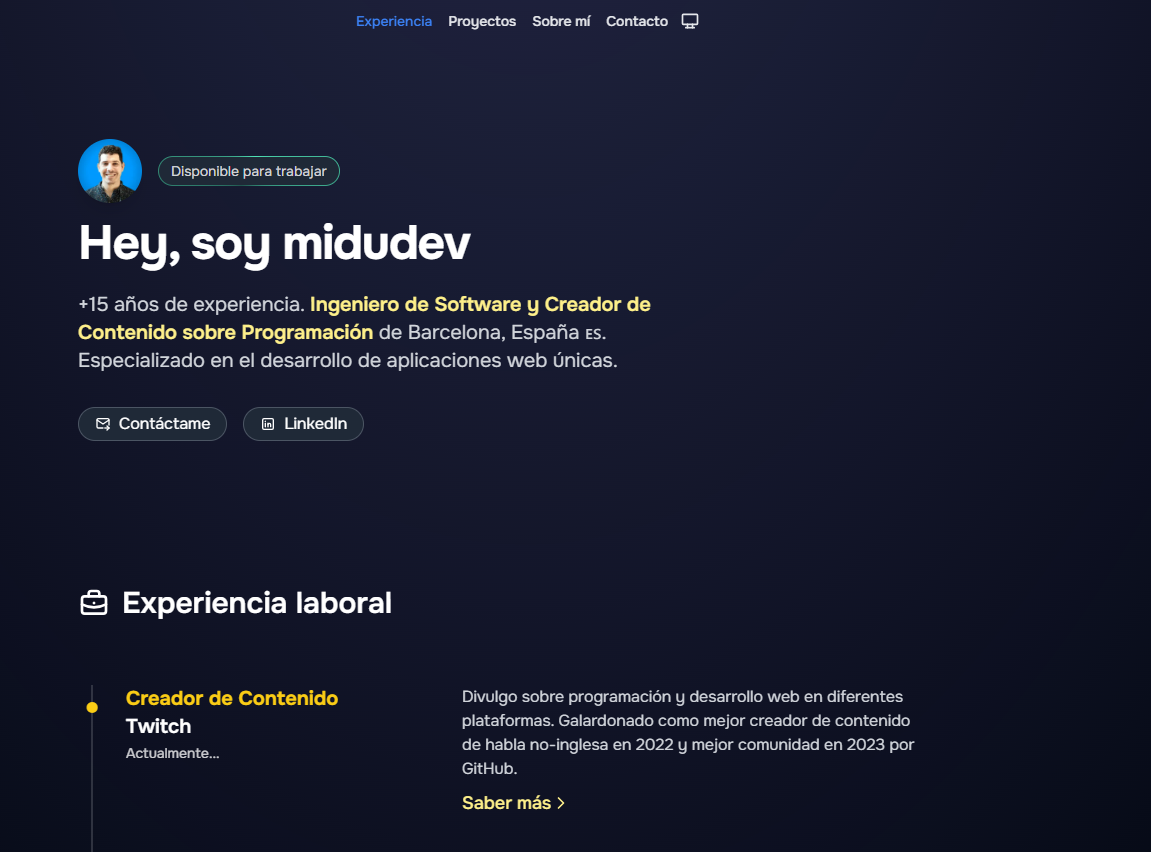 Experiencia Proyectos Sobre mí Contacto
Disponible para trabajar
Hey, soy midudev
+15 años de experiencia. Ingeniero de Software y Creador de
Contenido sobre Programación de Barcelona, España ES.
Especializado en el desarrollo de aplicaciones web únicas.
Contáctame LinkedIn
Experiencia laboral
Creador de Contenido
Twitch
Actualmente...
Divulgo sobre programación y desarrollo web en diferentes
plataformas. Galardonado como mejor creador de contenido
de habla no-inglesa en 2022 y mejor comunidad en 2023 por
GitHub.
Saber más